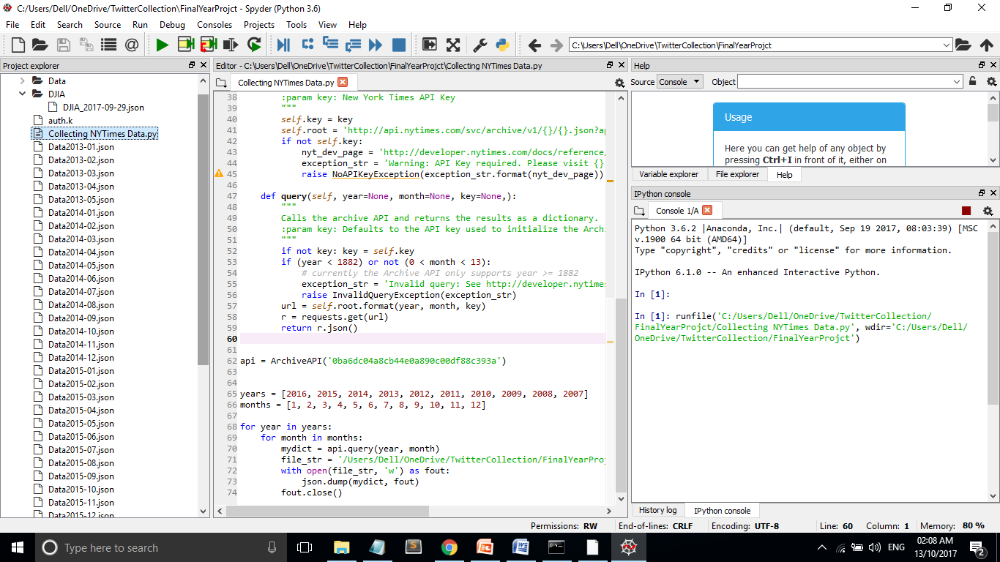 C:/Users/Dell/OneDrive/TwitterCollection\FinalYearProjct - Spyder (Python 3.6)
File Edit Search Source Run Debug Consoles Projects Tools View Help
C:\Users\Dell\OneDrive\TwitterCollection\FinalYearProjct
Project explorer
Data
DJIA
DJIA_2017-09-29.json
auth.k
Collecting NYTimes Data.py
Data2013-01.json
Data2013-02.json
Data2013-03.json
Data2013-04.json
Data2013-05.json
Data2014-01.json
Data2014-02.json
Data2014-03.json
Data2014-04.json
Data2014-05.json
Data2014-06.json
Data2014-07.json
Data2014-08.json
Data2014-09.json
Data2014-10.json
Data2014-11.json
Data2014-12.json
Data2015-01.json
Data2015-02.json
Data2015-03.json
Data2015-04.json
Data2015-05.json
Data2015-06.json
Data2015-07.json
Data2015-08.json
Data2015-09.json
Data2015-10.json
Data2015-11.json
Data2015-12.json
Editor - C:\Users\Dell\OneDrive\TwitterCollection\FinalYearProjct\Collecting NYTimes Data.py
Collecting NYTimes Data.py
38 :param key: New York Times API Key
39 """
40 self.key = key
41 self.root = 'http://api.nytimes.com/svc/archive/v1/{}/{}.json?ap
42 if not self.key:
43 nyt_dev_page = 'http://developer.nytimes.com/docs/reference/
44 exception_str = 'Warning: API Key required. Please visit {}
45 raise NoAPIKeyException(exception_str.format(nyt_dev_page))
46
47 def query(self, year=None, month=None, key=None,):
48 """
49 Calls the archive API and returns the results as a dictionary.
50 :param key: Defaults to the API key used to initialize the Archi
51 """
52 if not key: key = self.key
53 if (year < 1882) or not (0 < month < 13):
54 # currently the Archive API only supports year >= 1882
55 exception_str = 'Invalid query: See http://developer.nytimes
56 raise InvalidQueryException(exception_str)
57 url = self.root.format(year, month, key)
58 r = requests.get(url)
59 return r.json()
60
61
62 api = ArchiveAPI('0ba6dc04a8cb44e0a890c00df88c393a')
63
64
65 years = [2016, 2015, 2014, 2013, 2012, 2011, 2010, 2009, 2008, 2007]
66 months = [1, 2, 3, 4, 5, 6, 7, 8, 9, 10, 11, 12]
67
68 for year in years:
69 for month in months:
70 mydict = api.query(year, month)
71 file_str = '/Users/Dell/OneDrive/TwitterCollection/FinalYearProj
72 with open(file_str, 'w') as fout:
73 json.dump(mydict, fout)
74 fout.close()
Help
Source Console Object
Usage
Here you can get help of any object by
pressing Ctrl+I in front of it, either on
Variable explorer File explorer Help
IPython console
Console 1/A
Python 3.6.2 |Anaconda, Inc.| (default, Sep 19 2017, 08:03:39) [MSC
v.1900 64 bit (AMD64)]
Type "copyright", "credits" or "license" for more information.
IPython 6.1.0 -- An enhanced Interactive Python.
In [1]:
In [1]: runfile('C:/Users/Dell/OneDrive/TwitterCollection/
FinalYearProjct/Collecting NYTimes Data.py', wdir='C:/Users/Dell/
OneDrive/TwitterCollection/FinalYearProjct')
History log IPython console
Permissions: RW End-of-lines: CRLF Encoding: UTF-8 Line: 60 Column: 1 Memory: 80 %
Type here to search
ENG
02:08 AM
13/10/2017
2